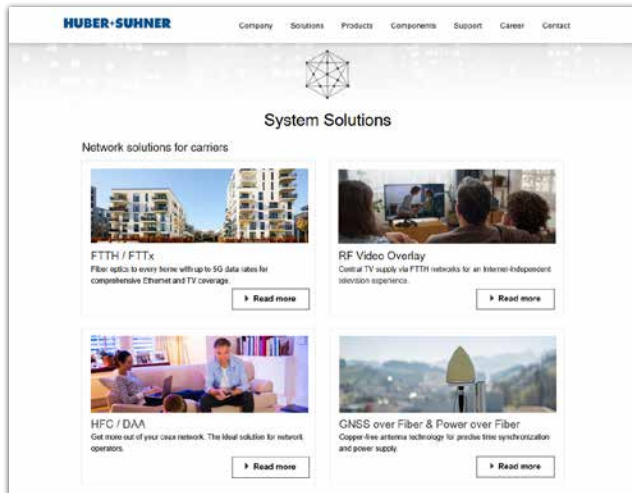 HUBER+SUHNER
Company Solutions Products Components Support Career Contact
System Solutions
Network solutions for carriers
FTTH / FTTx
Fiber optics to every home with up to 5G data rates for
comprehensive Ethernet and TV coverage.
Read more
RF Video Overlay
Central TV supply via FTTH networks for an Internet-independent
television experience.
Read more
HFC / DAA
Get more out of your coax network. The ideal solution for network
operators.
Read more
GNSS over Fiber & Power over Fiber
Copper-free antenna technology for precise time synchronization
and power supply.
Read more